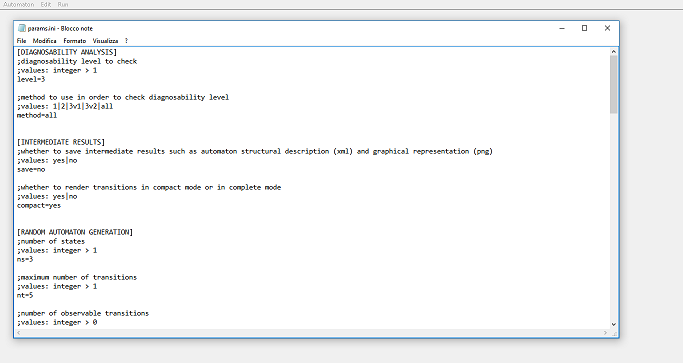 Automaton Edit Run
params.ini - Blocco note
File Modifica Formato Visualizza ?
[DIAGNOSABILITY ANALYSIS]
;diagnosability level to check
;values: integer > 1
level=3
;method to use in order to check diagnosability level
;values: 1|2|3v1|3v2|all
method=all
[INTERMEDIATE RESULTS]
;whether to save intermediate results such as automaton structural description (xml) and graphical representation (png)
;values: yes|no
save=no
;whether to render transitions in compact mode or in complete mode
;values: yes|no
compact=yes
[RANDOM AUTOMATON GENERATION]
;number of states
;values: integer > 1
ns=3
;maximum number of transitions
;values: integer > 1
nt=5
;number of observable transitions
;values: integer > 0